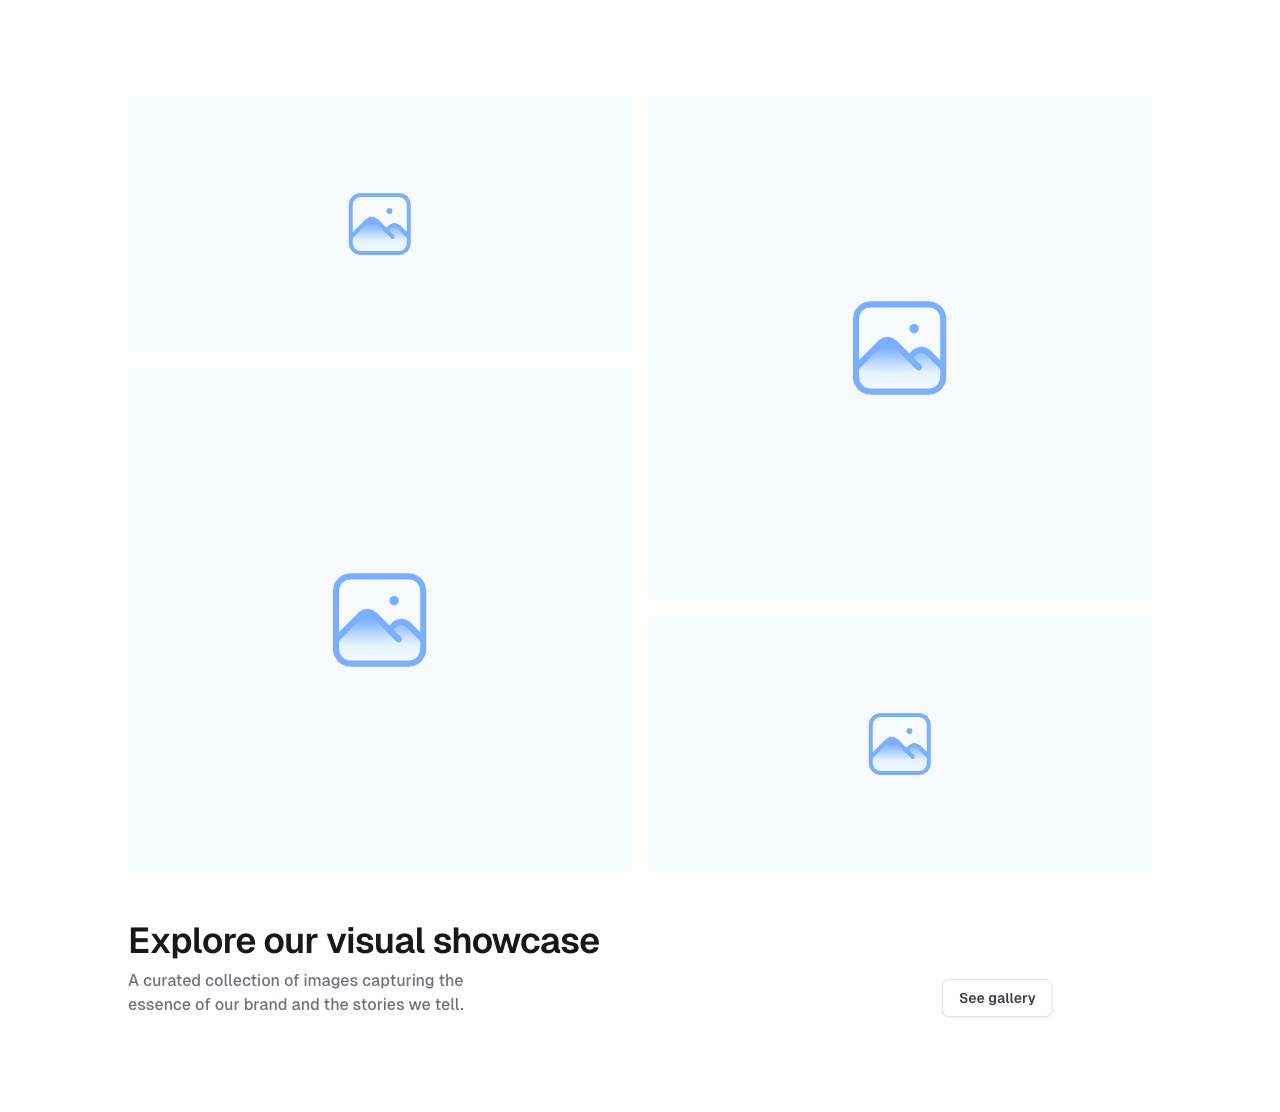 Explore our visual showcase
A curated collection of images capturing the
essence of our brand and the stories we tell.
See gallery